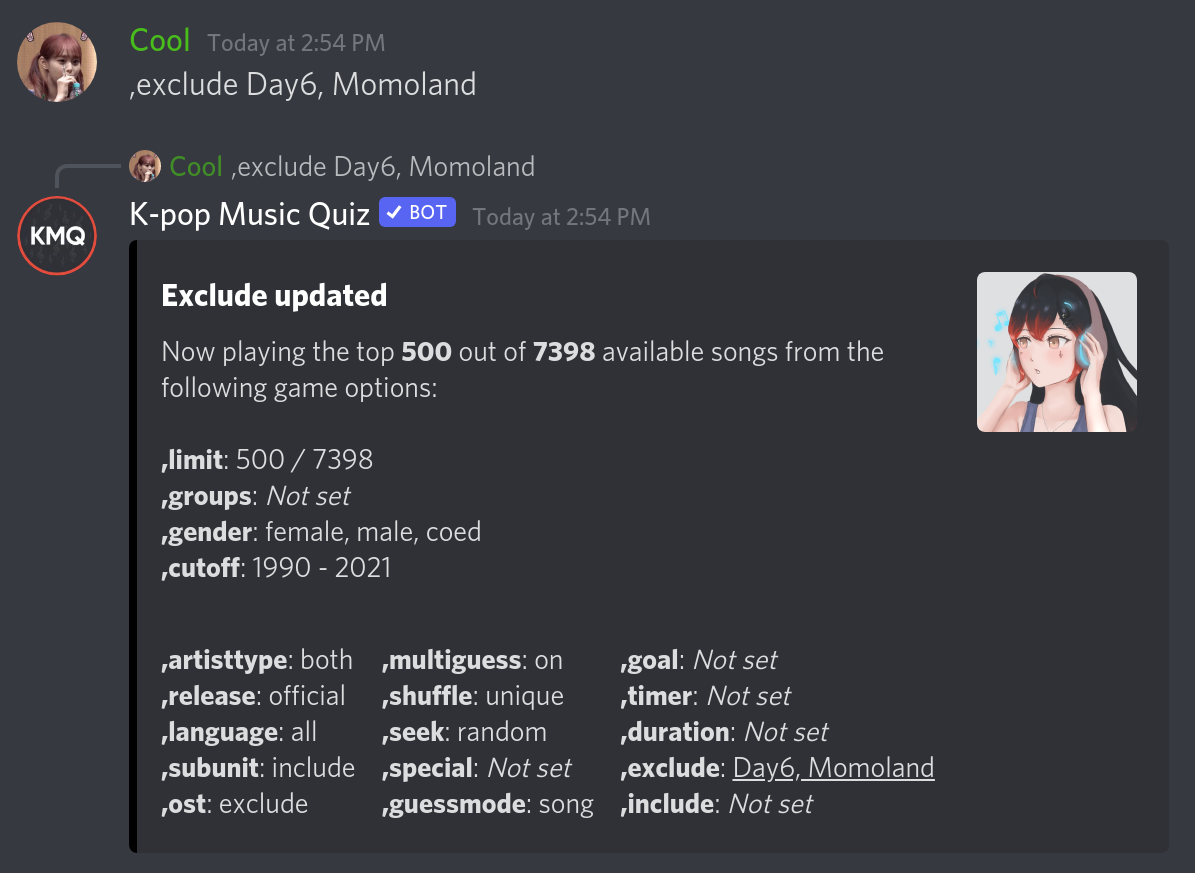 Cool Today at 2:54 PM
,exclude Day6, Momoland
Cool ,exclude Day6, Momoland
KMQ
K-pop Music Quiz BOT Today at 2:54 PM
Exclude updated
Now playing the top 500 out of 7398 available songs from the
following game options:
,limit: 500 / 7398
,groups: Not set
,gender: female, male, coed
,cutoff: 1990 - 2021
,artisttype: both ,multiguess: on ,goal: Not set
,release: official ,shuffle: unique ,timer: Not set
,language: all ,seek: random ,duration: Not set
,subunit: include ,special: Not set ,exclude: Day6, Momoland
,ost: exclude ,guessmode: song ,include: Not set